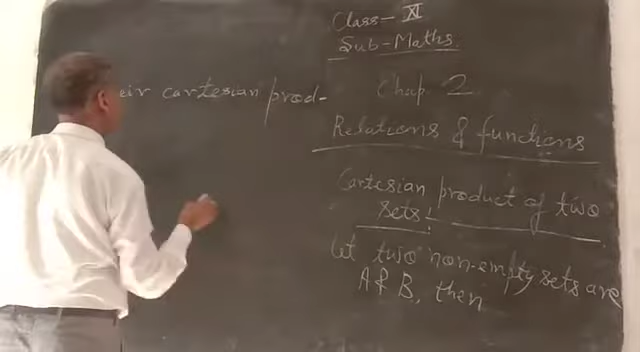 Class- XI
Sub-Maths.
Chap 2
Relations & functions
Cartesian product of two
sets:
let two non-empty sets are
A & B, then
eir cartesian prod-